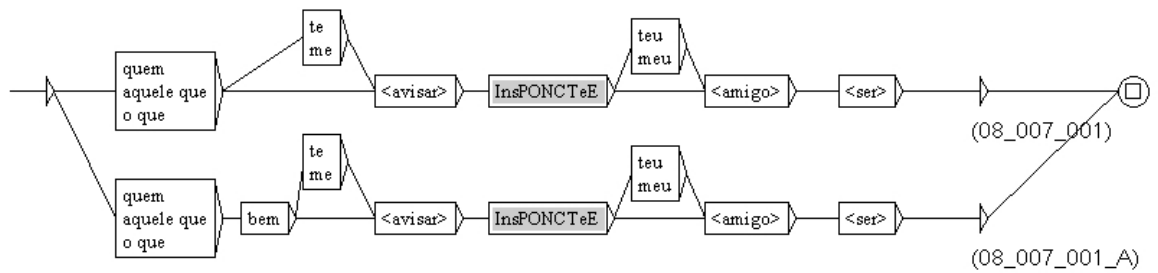 te
me
teu
meu
quem
aquele que
o que
<avisar>
InsPONCTeE
<amigo>
<ser>
(08_007_001)
te
me
teu
meu
quem
aquele que
o que
bem
<avisar>
InsPONCTeE
<amigo>
<ser>
(08_007_001_A)